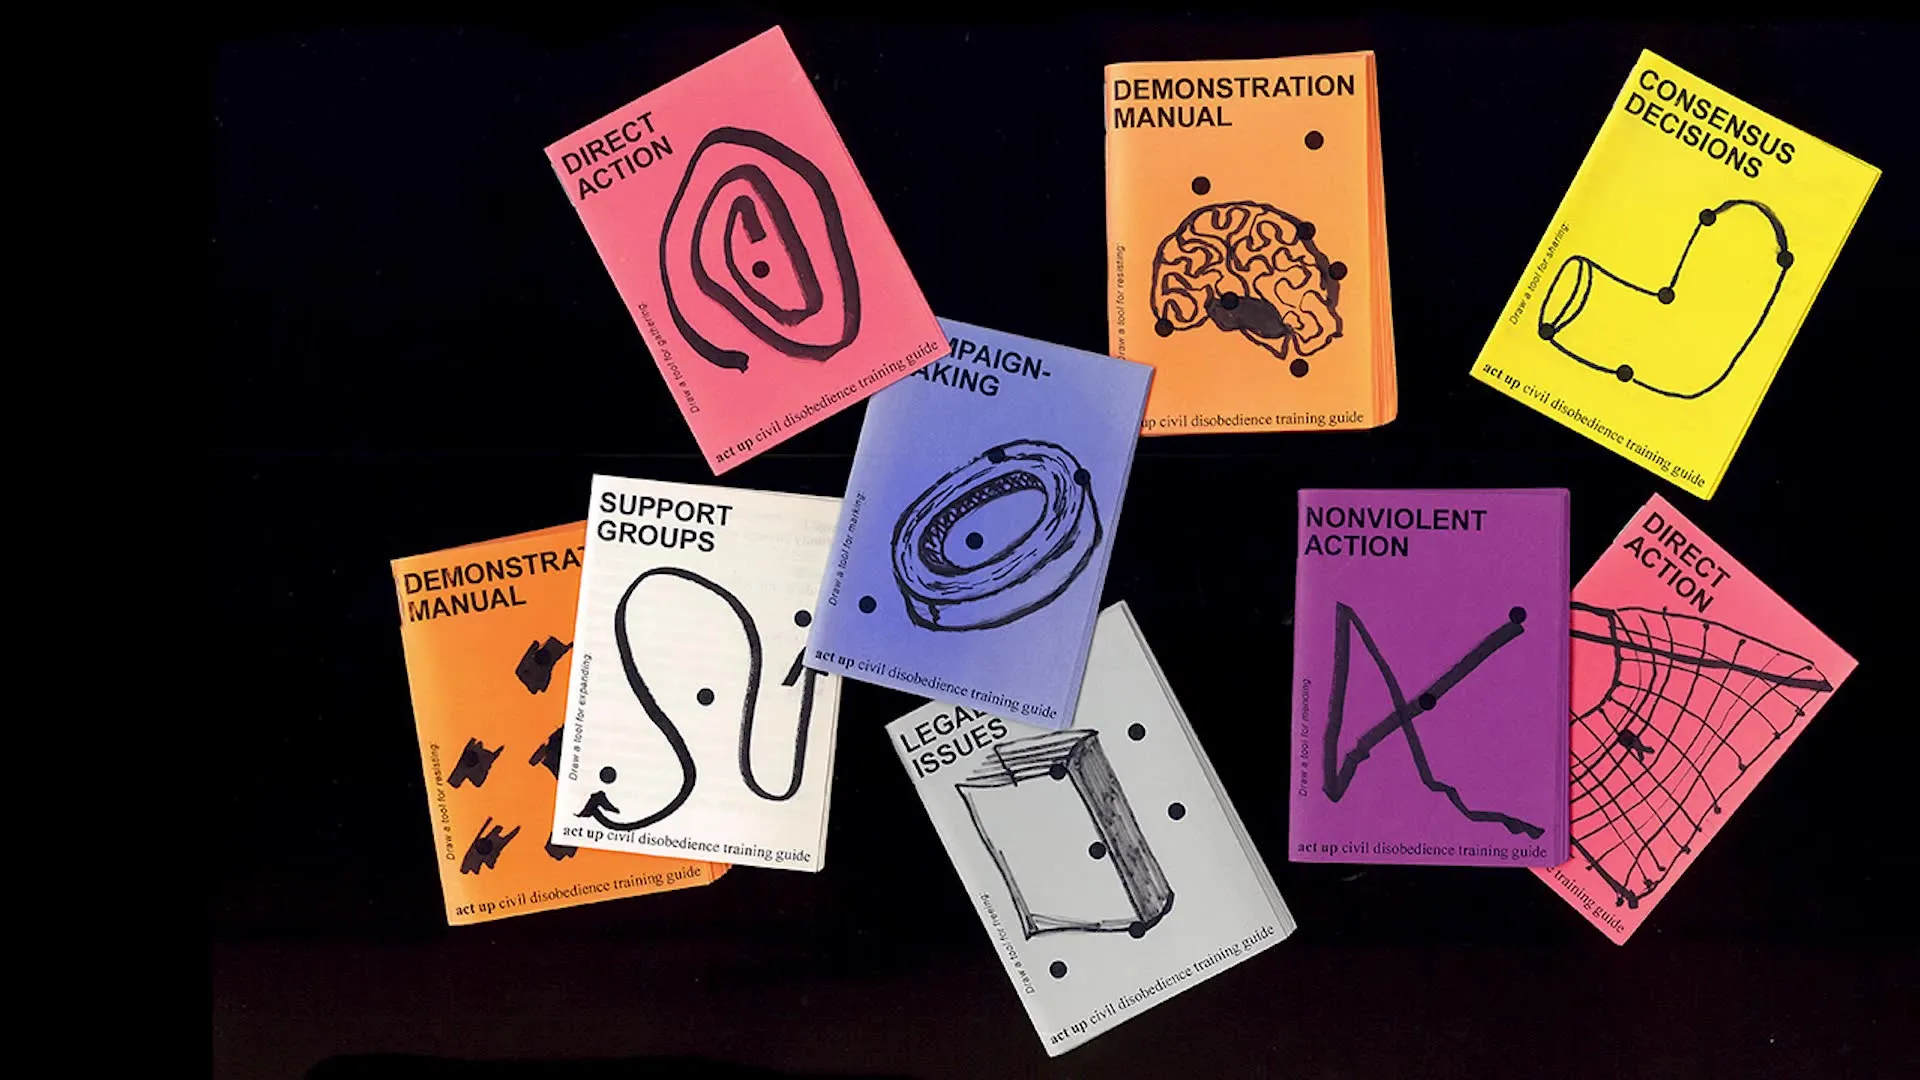 DIRECT
ACTION
Draw a tool for gathering:
act up civil disobedience training guide
DEMONSTRATION
MANUAL
Draw a tool for resisting:
up civil disobedience training guide
CONSENSUS
DECISIONS
Draw a tool for sharing:
act up civil disobedience training guide
MPAIGN-
AKING
Draw a tool for marking:
act up civil disobedience training guide
DEMONSTRAT
MANUAL
Draw a tool for resisting:
act up civil disobedience training guide
SUPPORT
GROUPS
Draw a tool for expanding:
act up civil disobedience training guide
LEGAL
ISSUES
Draw a tool for freeing:
act up civil disobedience training guide
NONVIOLENT
ACTION
Draw a tool for mending
act up civil disobedience training guide
DIRECT
ACTION
training guide